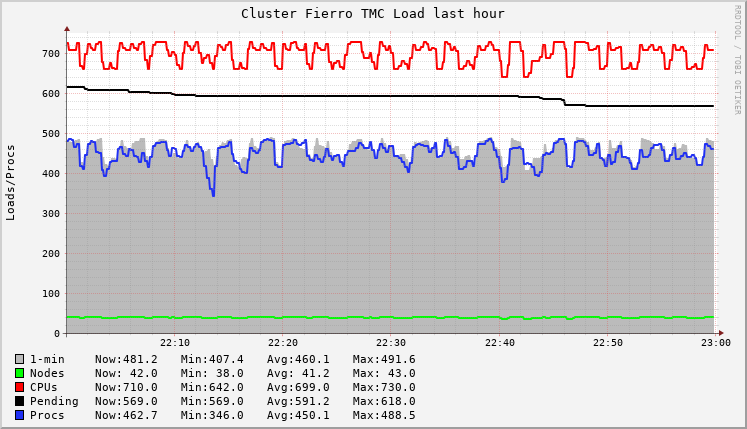 Cluster Fierro TMC Load last hour
RRDTOOL / TOBI OETIKER
Loads/Procs
700
600
500
400
300
200
100
0
22:10 22:20 22:30 22:40 22:50 23:00
1-min Now:481.2 Min:407.4 Avg:460.1 Max:491.6
Nodes Now: 42.0 Min: 38.0 Avg: 41.2 Max: 43.0
CPUs Now:710.0 Min:642.0 Avg:699.0 Max:730.0
Pending Now:569.0 Min:569.0 Avg:591.2 Max:618.0
Procs Now:462.7 Min:346.0 Avg:450.1 Max:488.5